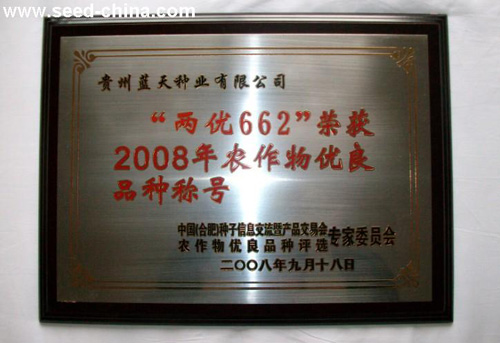 www.seed-china.com
贵州蓝天种业有限公司
“两优662”荣获
2008年农作物优良
品种称号
中国(合肥)种子信息交流暨产品交易会
农作物优良品种评选 专家委员会
二〇〇八年九月十八日